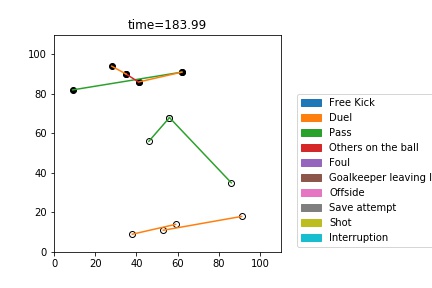 time=183.99
100
80
60
40
20
0
0 20 40 60 80 100
Free Kick
Duel
Pass
Others on the ball
Foul
Goalkeeper leaving l
Offside
Save attempt
Shot
Interruption